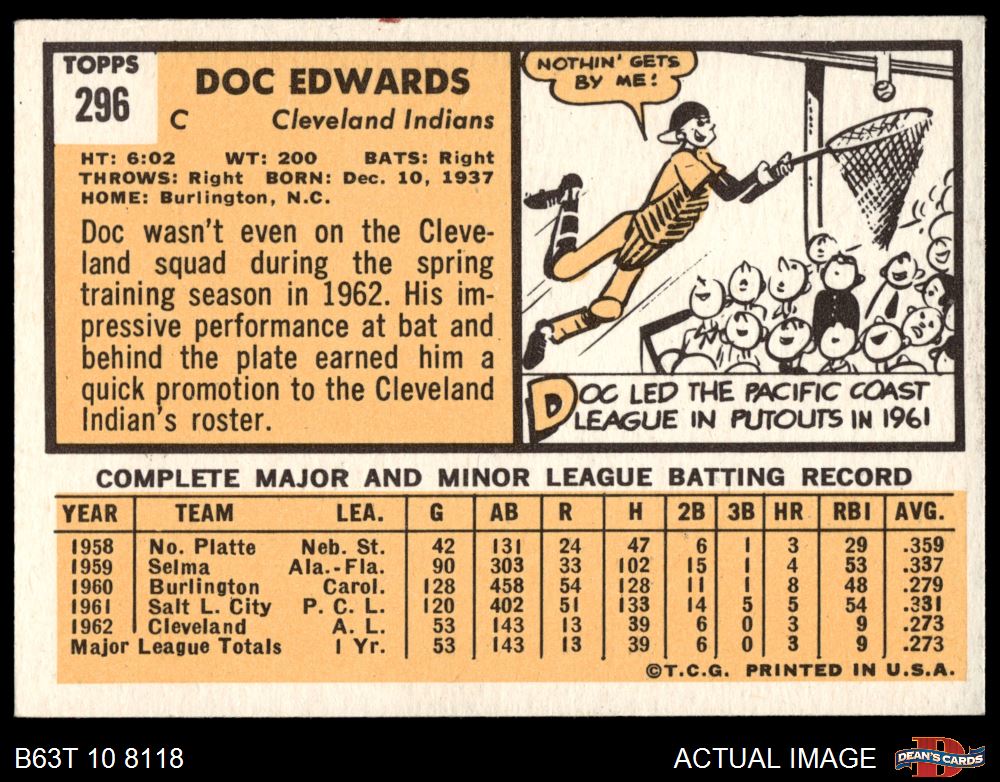 TOPPS
296
DOC EDWARDS
C Cleveland Indians
HT: 6:02 WT: 200 BATS: Right
THROWS: Right BORN: Dec. 10, 1937
HOME: Burlington, N.C.
Doc wasn't even on the Cleve-
land squad during the spring
training season in 1962. His im-
pressive performance at bat and
behind the plate earned him a
quick promotion to the Cleveland
Indian's roster.
NOTHIN' GETS
BY ME!
DOC LED THE PACIFIC COAST
LEAGUE IN PUTOUTS IN 1961
COMPLETE MAJOR AND MINOR LEAGUE BATTING RECORD
YEAR TEAM LEA. G AB R H 2B 3B HR RBI AVG.
1958 No. Platte Neb. St. 42 131 24 47 6 1 3 29 .359
1959 Selma Ala.-Fla. 90 303 33 102 15 1 4 53 .337
1960 Burlington Carol. 128 458 54 128 11 1 8 48 .279
1961 Salt L. City P. C. L. 120 402 51 133 14 5 5 54 .331
1962 Cleveland A. L. 53 143 13 39 6 0 3 9 .273
Major League Totals 1 Yr. 53 143 13 39 6 0 3 9 .273
©T.C.G. PRINTED IN U.S.A.
B63T 10 8118
ACTUAL IMAGE
D
DEAN'S CARDS